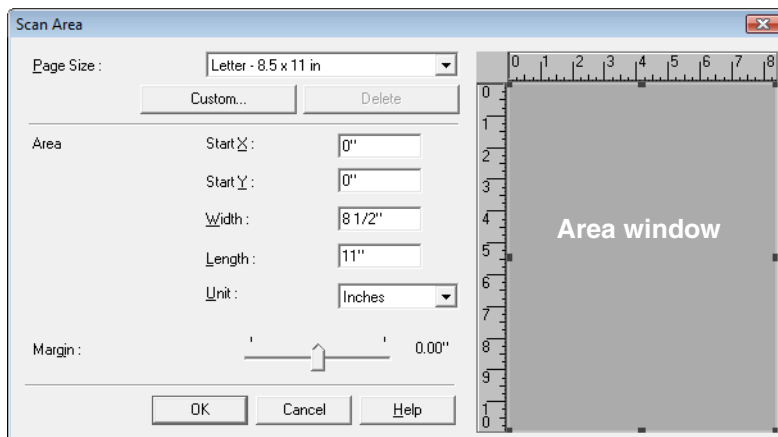 Scan Area
Page Size :
Letter - 8.5 x 11 in
Custom...
Delete
Area
Start X :
0"
Start Y :
0"
Width :
8 1/2"
Length :
11"
Unit :
Inches
Margin :
0.00"
OK
Cancel
Help
0 1 2 3 4 5 6 7 8
0
1
2
3
4
5
6
7
8
9
10
Area window